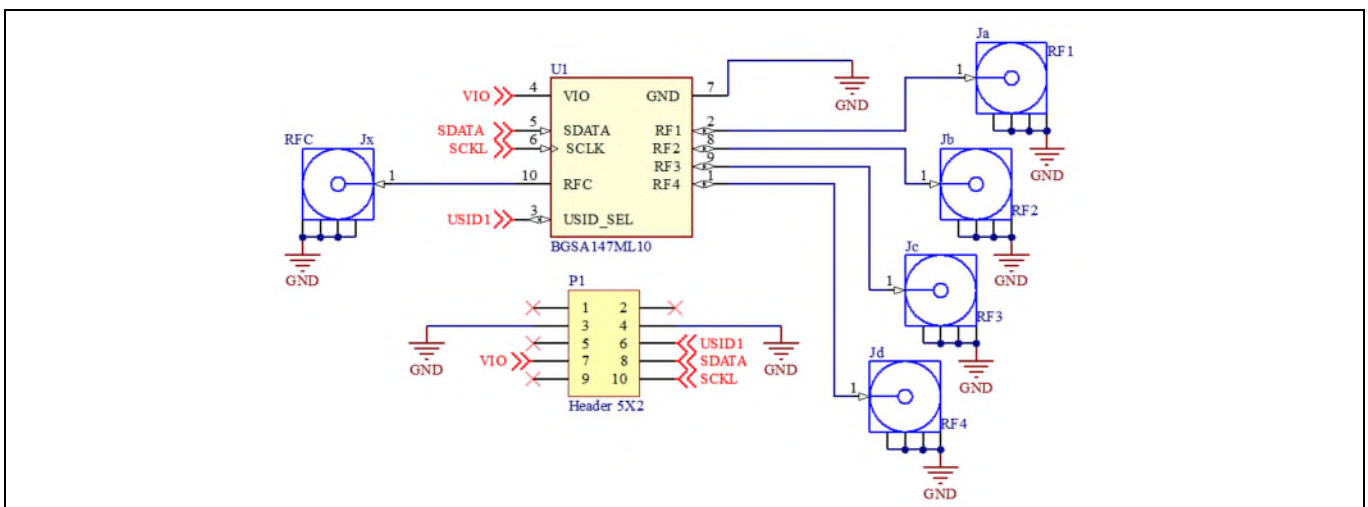 Ja
RF1
1
GND
U1
VIO
4
VIO
GND
7
GND
SDATA
5
SDATA
RF1
2
SCKL
6
SCLK
RF2
8
RF3
9
RFC
Jx
1
10
RFC
RF4
1
USID1
3
USID_SEL
BGSA147ML10
GND
Jb
1
RF2
GND
Jc
1
RF3
GND
Jd
1
RF4
GND
P1
1 2
3 4
5 6
7 8
9 10
GND
VIO
USID1
SDATA
SCKL
GND
Header 5X2